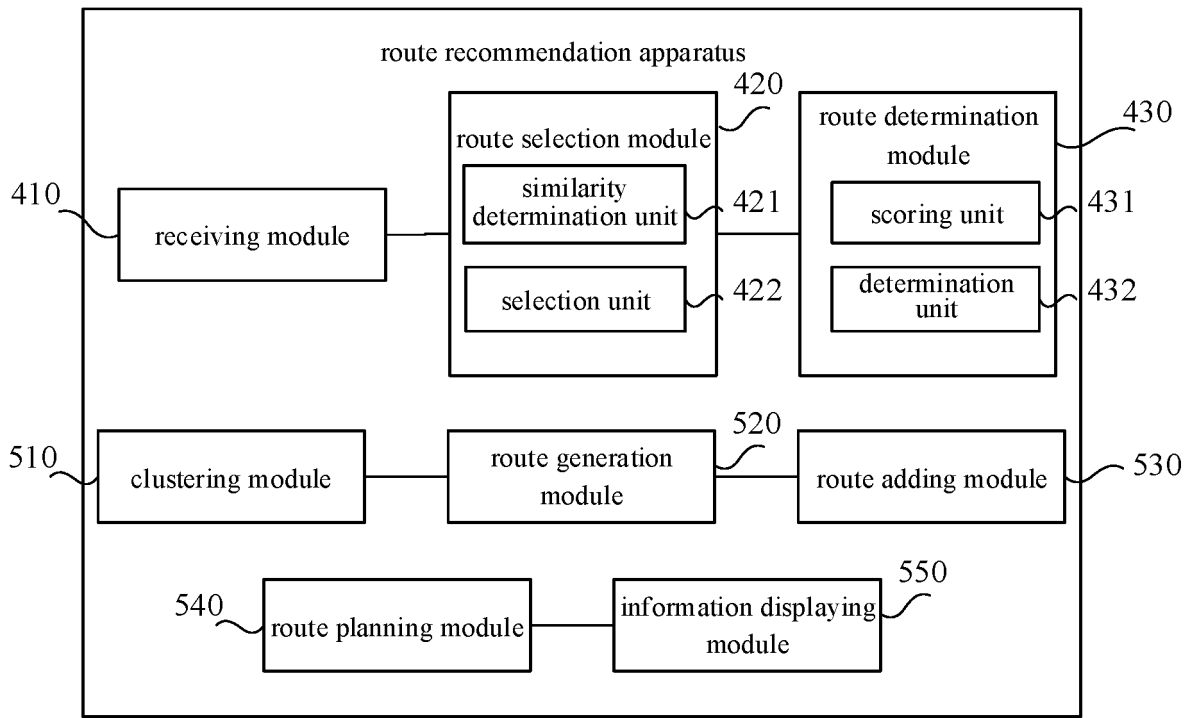 route recommendation apparatus
420
route selection module
similarity
determination unit
421
selection unit
422
route determination
module
430
scoring unit
431
determination
unit
432
410
receiving module
510
clustering module
route generation
module
520
route adding module
530
540
route planning module
information displaying
module
550